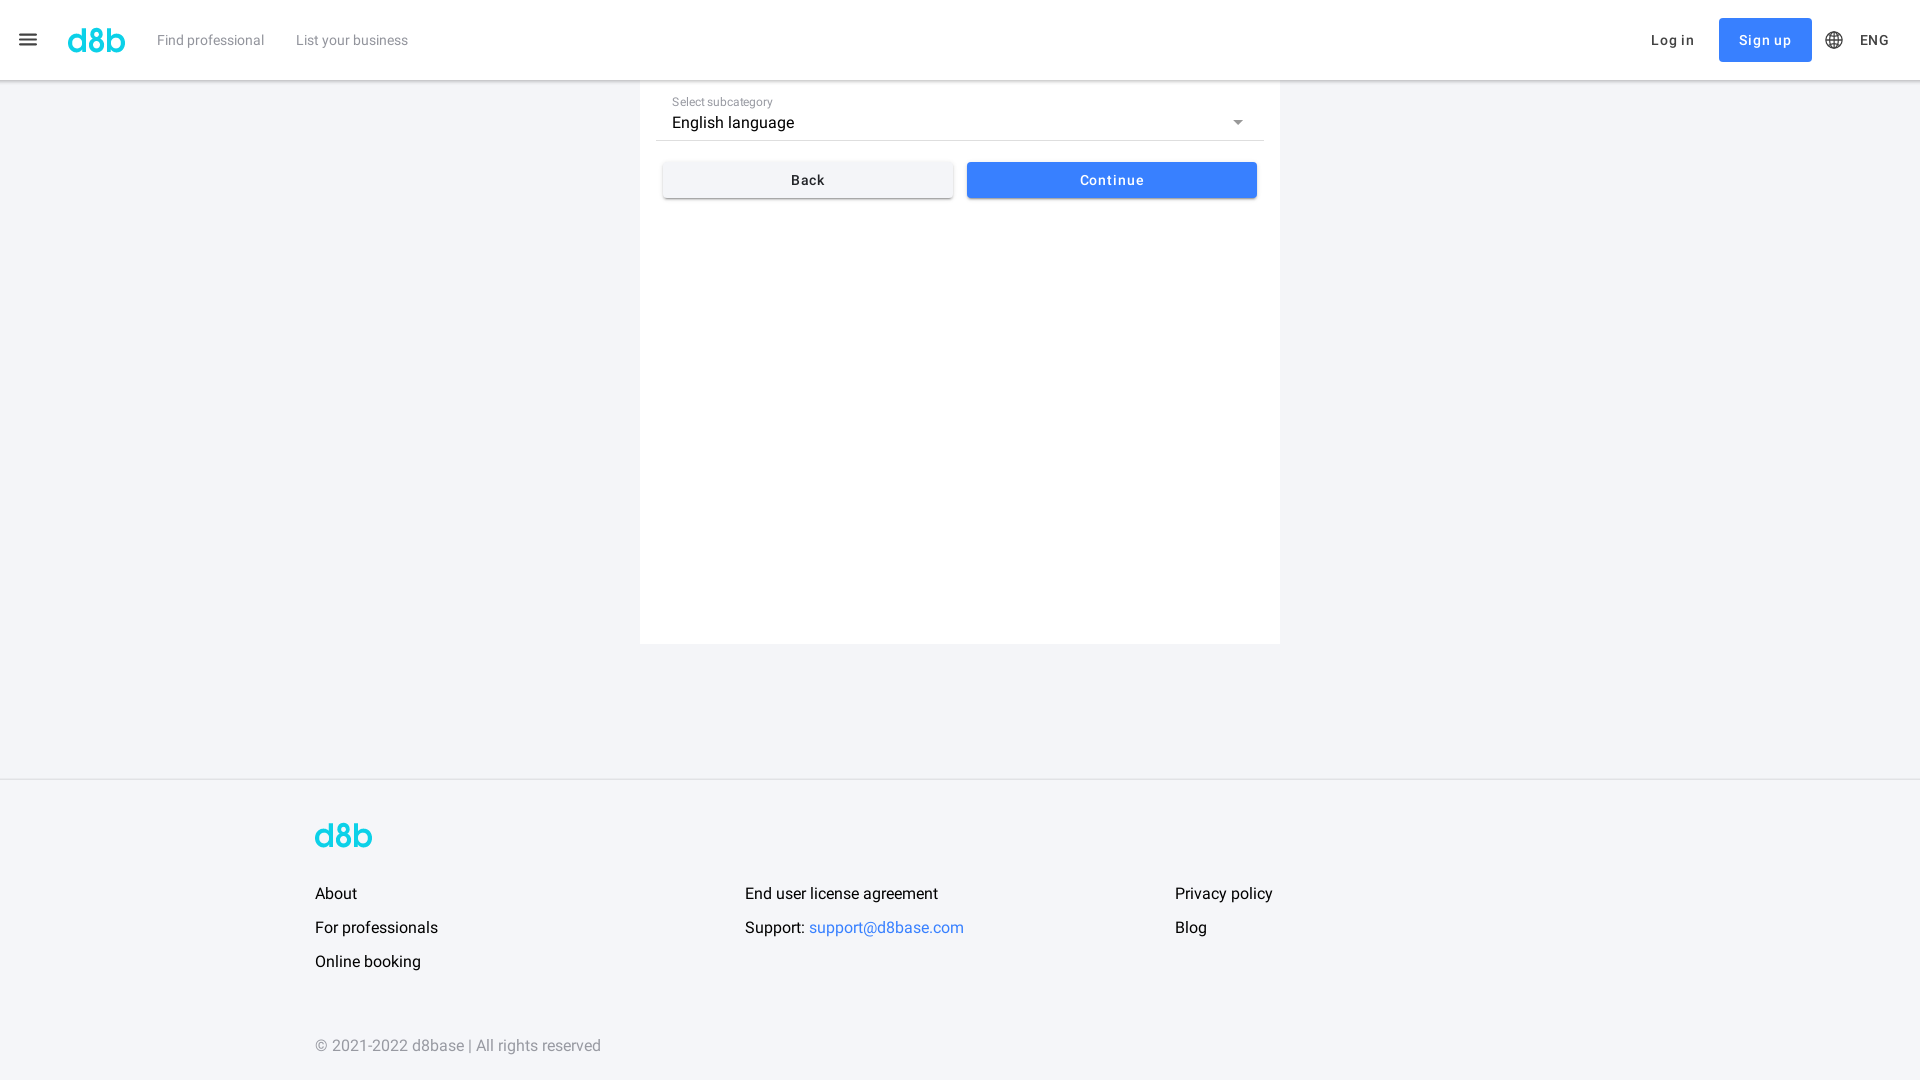 d8b
Find professional
List your business
Log in
Sign up
ENG
Select subcategory
English language
Back
Continue
d8b
About
End user license agreement
Privacy policy
For professionals
Support: support@d8base.com
Blog
Online booking
© 2021-2022 d8base | All rights reserved